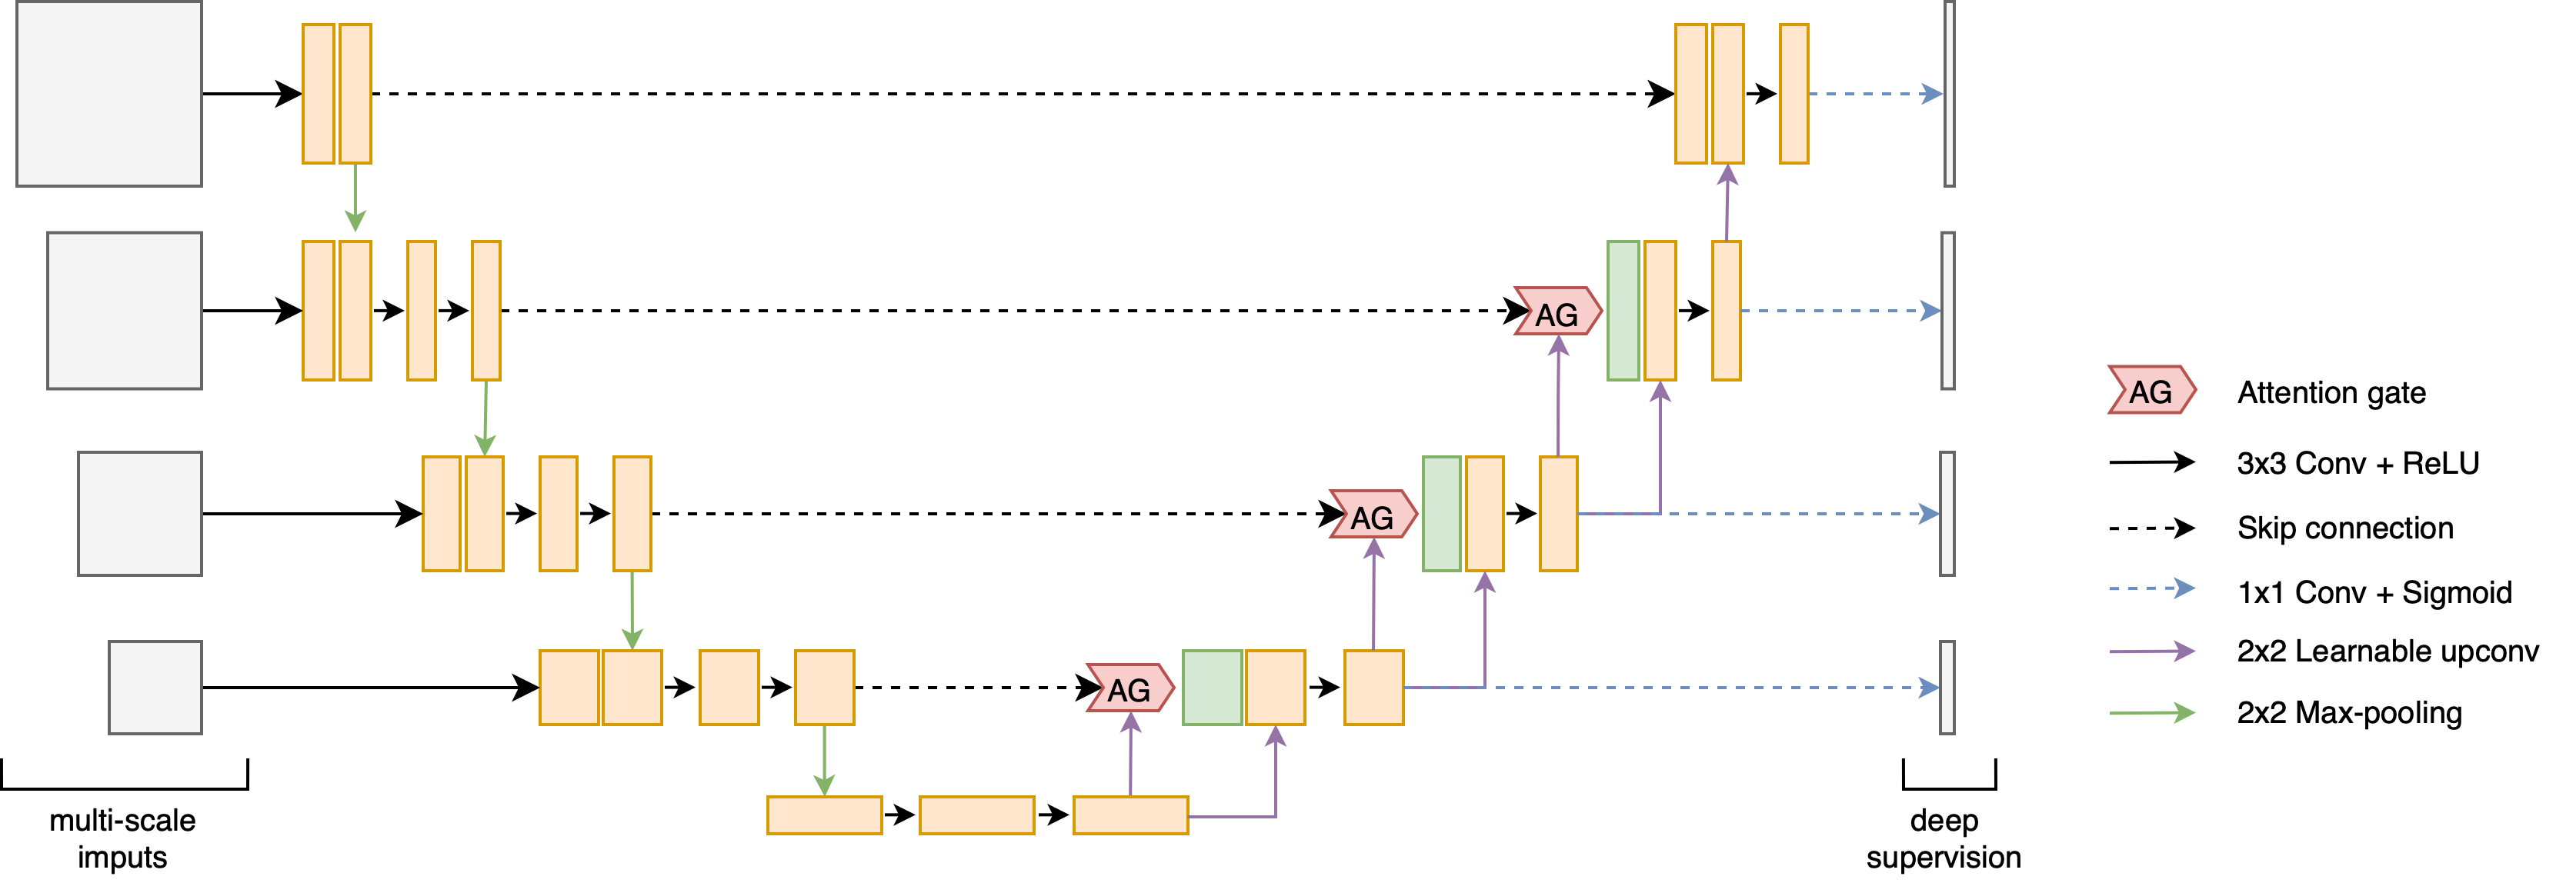 AG
AG
AG
AG
Attention gate
3x3 Conv + ReLU
Skip connection
1x1 Conv + Sigmoid
2x2 Learnable upconv
2x2 Max-pooling
multi-scale
imputs
deep
supervision